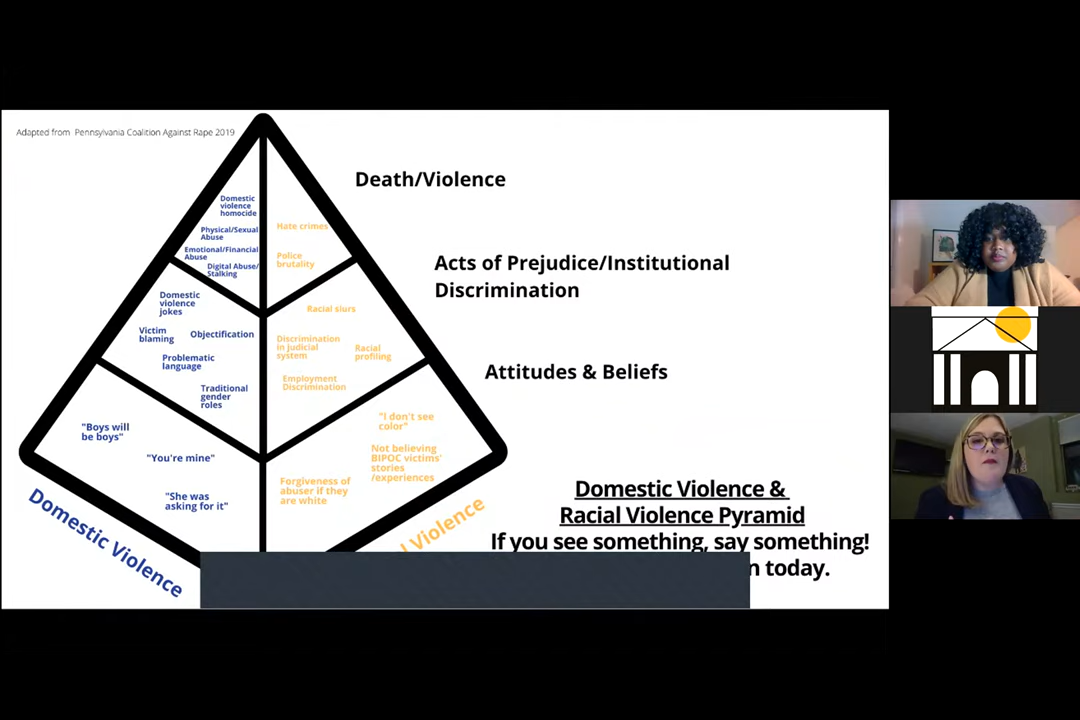 Adapted from Pennsylvania Coalition Against Rape 2019
Death/Violence
Domestic
violence
homocide
Physical/Sexual
Abuse
Emotional/Financial
Abuse
Digital Abuse/
Stalking
Hate crimes
Police
brutality
Acts of Prejudice/Institutional
Discrimination
Domestic
violence
jokes
Victim
blaming
Objectification
Problematic
language
Traditional
gender
roles
Racial slurs
Discrimination
in judicial
system
Racial
profiling
Employment
Discrimination
Attitudes & Beliefs
"Boys will
be boys"
"You're mine"
"She was
asking for it"
"I don't see
color"
Not believing
BIPOC victims'
stories
/experiences
Forgiveness of
abuser if they
are white
Domestic Violence
Violence
Domestic Violence &
Racial Violence Pyramid
If you see something, say something!
today.